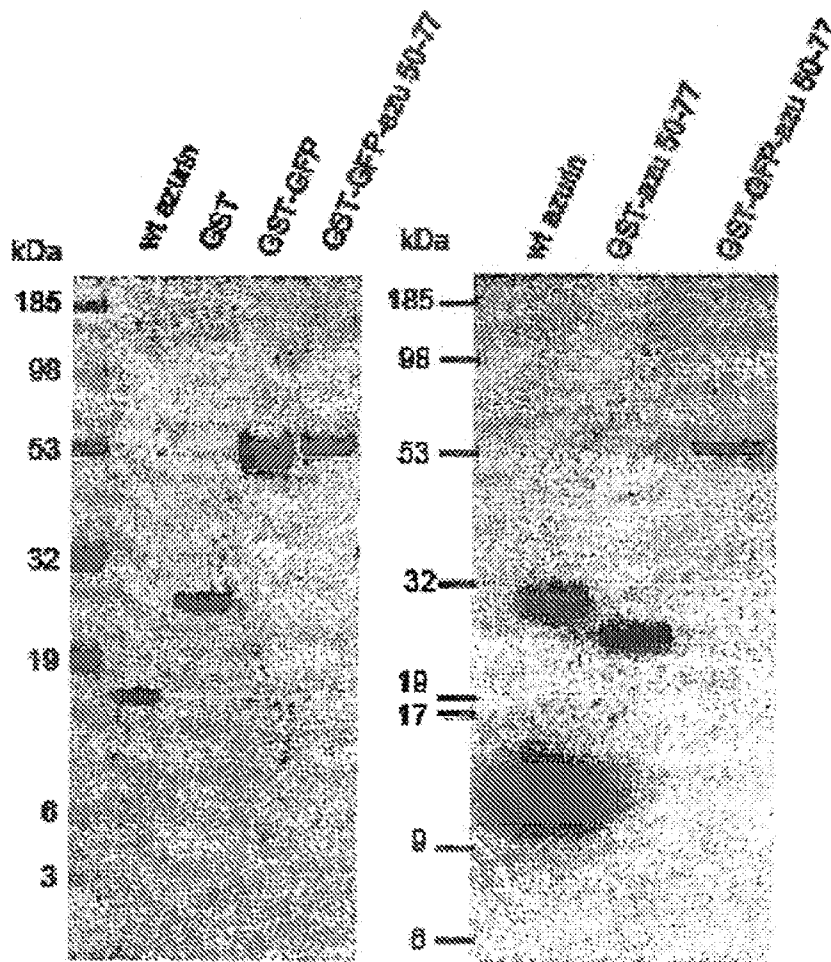 wt azurin
GST
GST-GFP
GST-GFP-azu 50-77
kDa
185
98
53
32
19
6
3
wt azurin
GST-azu 50-77
GST-GFP-azu 50-77
kDa
185
98
53
32
19
17
9
6